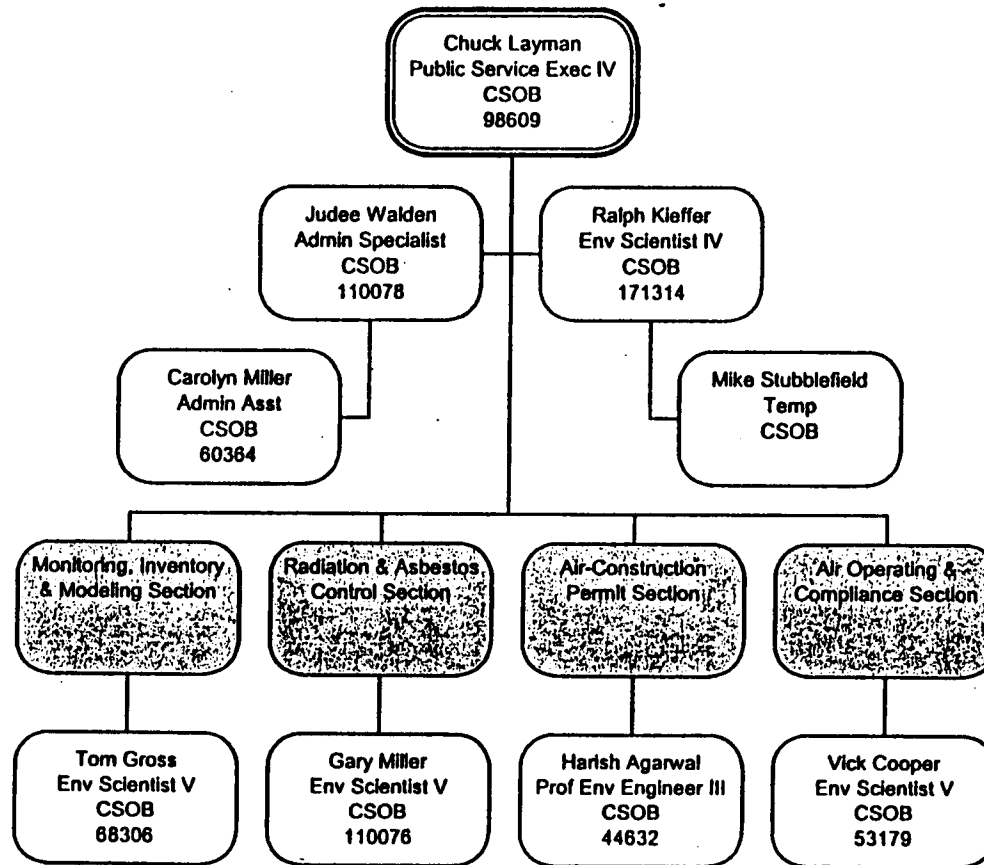 Chuck Layman
Public Service Exec IV
CSOB
98609
Judee Walden
Admin Specialist
CSOB
110078
Ralph Kieffer
Env Scientist IV
CSOB
171314
Carolyn Miller
Admin Asst
CSOB
60364
Mike Stubblefield
Temp
CSOB
Monitoring, Inventory
& Modeling Section
Radiation & Asbestos
Control Section
Air-Construction
Permit Section
Air Operating &
Compliance Section
Tom Gross
Env Scientist V
CSOB
68306
Gary Miller
Env Scientist V
CSOB
110076
Harish Agarwal
Prof Env Engineer III
CSOB
44632
Vick Cooper
Env Scientist V
CSOB
53179